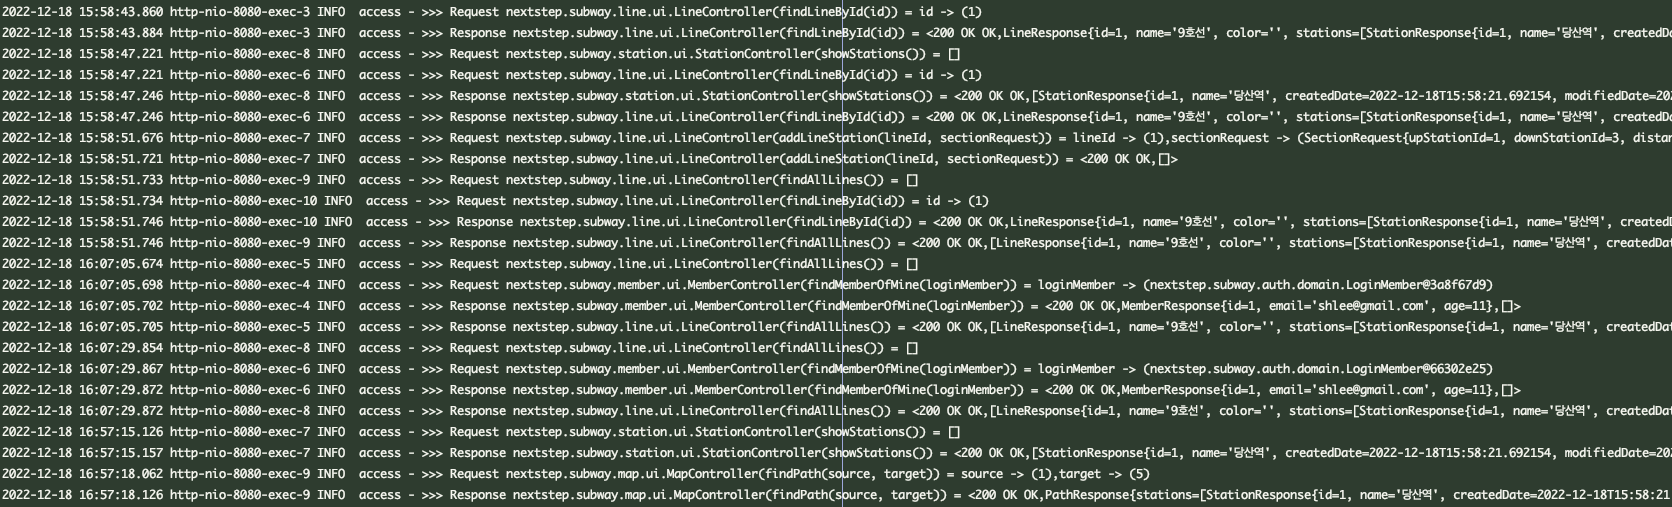 2022-12-18 15:58:43.860 http-nio-8080-exec-3 INFO  access - >>> Request nextstep.subway.line.ui.LineController(findLineById(id)) = id -> (1)
2022-12-18 15:58:43.884 http-nio-8080-exec-3 INFO  access - >>> Response nextstep.subway.line.ui.LineController(findLineById(id)) = <200 OK OK,LineResponse{id=1, name='9호선', color='', stations=[StationResponse{id=1, name='당산역', createdDa
2022-12-18 15:58:47.221 http-nio-8080-exec-8 INFO  access - >>> Request nextstep.subway.station.ui.StationController(showStations()) = []
2022-12-18 15:58:47.221 http-nio-8080-exec-6 INFO  access - >>> Request nextstep.subway.line.ui.LineController(findLineById(id)) = id -> (1)
2022-12-18 15:58:47.246 http-nio-8080-exec-8 INFO  access - >>> Response nextstep.subway.station.ui.StationController(showStations()) = <200 OK OK,[StationResponse{id=1, name='당산역', createdDate=2022-12-18T15:58:21.692154, modifiedDate=202
2022-12-18 15:58:47.246 http-nio-8080-exec-6 INFO  access - >>> Response nextstep.subway.line.ui.LineController(findLineById(id)) = <200 OK OK,LineResponse{id=1, name='9호선', color='', stations=[StationResponse{id=1, name='당산역', createdDa
2022-12-18 15:58:51.676 http-nio-8080-exec-7 INFO  access - >>> Request nextstep.subway.line.ui.LineController(addLineStation(lineId, sectionRequest)) = lineId -> (1),sectionRequest -> (SectionRequest{upStationId=1, downStationId=3, distan
2022-12-18 15:58:51.721 http-nio-8080-exec-7 INFO  access - >>> Response nextstep.subway.line.ui.LineController(addLineStation(lineId, sectionRequest)) = <200 OK OK,[]>
2022-12-18 15:58:51.733 http-nio-8080-exec-9 INFO  access - >>> Request nextstep.subway.line.ui.LineController(findAllLines()) = []
2022-12-18 15:58:51.734 http-nio-8080-exec-10 INFO  access - >>> Request nextstep.subway.line.ui.LineController(findLineById(id)) = id -> (1)
2022-12-18 15:58:51.746 http-nio-8080-exec-10 INFO  access - >>> Response nextstep.subway.line.ui.LineController(findLineById(id)) = <200 OK OK,LineResponse{id=1, name='9호선', color='', stations=[StationResponse{id=1, name='당산역', createdD
2022-12-18 15:58:51.746 http-nio-8080-exec-9 INFO  access - >>> Response nextstep.subway.line.ui.LineController(findAllLines()) = <200 OK OK,[LineResponse{id=1, name='9호선', color='', stations=[StationResponse{id=1, name='당산역', createdDat
2022-12-18 16:07:05.674 http-nio-8080-exec-5 INFO  access - >>> Request nextstep.subway.line.ui.LineController(findAllLines()) = []
2022-12-18 16:07:05.698 http-nio-8080-exec-4 INFO  access - >>> Request nextstep.subway.member.ui.MemberController(findMemberOfMine(loginMember)) = loginMember -> (nextstep.subway.auth.domain.LoginMember@3a8f67d9)
2022-12-18 16:07:05.702 http-nio-8080-exec-4 INFO  access - >>> Response nextstep.subway.member.ui.MemberController(findMemberOfMine(loginMember)) = <200 OK OK,MemberResponse{id=1, email='shlee@gmail.com', age=11},[]>
2022-12-18 16:07:05.705 http-nio-8080-exec-5 INFO  access - >>> Response nextstep.subway.line.ui.LineController(findAllLines()) = <200 OK OK,[LineResponse{id=1, name='9호선', color='', stations=[StationResponse{id=1, name='당산역', createdDat
2022-12-18 16:07:29.854 http-nio-8080-exec-8 INFO  access - >>> Request nextstep.subway.line.ui.LineController(findAllLines()) = []
2022-12-18 16:07:29.867 http-nio-8080-exec-6 INFO  access - >>> Request nextstep.subway.member.ui.MemberController(findMemberOfMine(loginMember)) = loginMember -> (nextstep.subway.auth.domain.LoginMember@66302e25)
2022-12-18 16:07:29.872 http-nio-8080-exec-6 INFO  access - >>> Response nextstep.subway.member.ui.MemberController(findMemberOfMine(loginMember)) = <200 OK OK,MemberResponse{id=1, email='shlee@gmail.com', age=11},[]>
2022-12-18 16:07:29.872 http-nio-8080-exec-8 INFO  access - >>> Response nextstep.subway.line.ui.LineController(findAllLines()) = <200 OK OK,[LineResponse{id=1, name='9호선', color='', stations=[StationResponse{id=1, name='당산역', createdDat
2022-12-18 16:57:15.126 http-nio-8080-exec-7 INFO  access - >>> Request nextstep.subway.station.ui.StationController(showStations()) = []
2022-12-18 16:57:15.157 http-nio-8080-exec-7 INFO  access - >>> Response nextstep.subway.station.ui.StationController(showStations()) = <200 OK OK,[StationResponse{id=1, name='당산역', createdDate=2022-12-18T15:58:21.692154, modifiedDate=202
2022-12-18 16:57:18.062 http-nio-8080-exec-9 INFO  access - >>> Request nextstep.subway.map.ui.MapController(findPath(source, target)) = source -> (1),target -> (5)
2022-12-18 16:57:18.126 http-nio-8080-exec-9 INFO  access - >>> Response nextstep.subway.map.ui.MapController(findPath(source, target)) = <200 OK OK,PathResponse{stations=[StationResponse{id=1, name='당산역', createdDate=2022-12-18T15:58:21